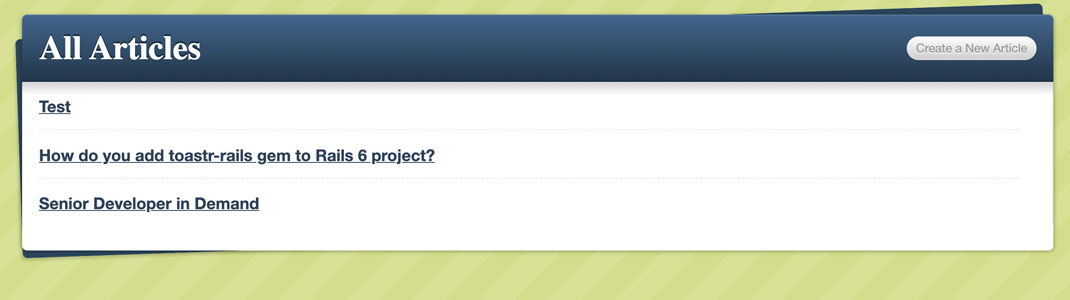 All Articles
Create a New Article
Test
How do you add toastr-rails gem to Rails 6 project?
Senior Developer in Demand